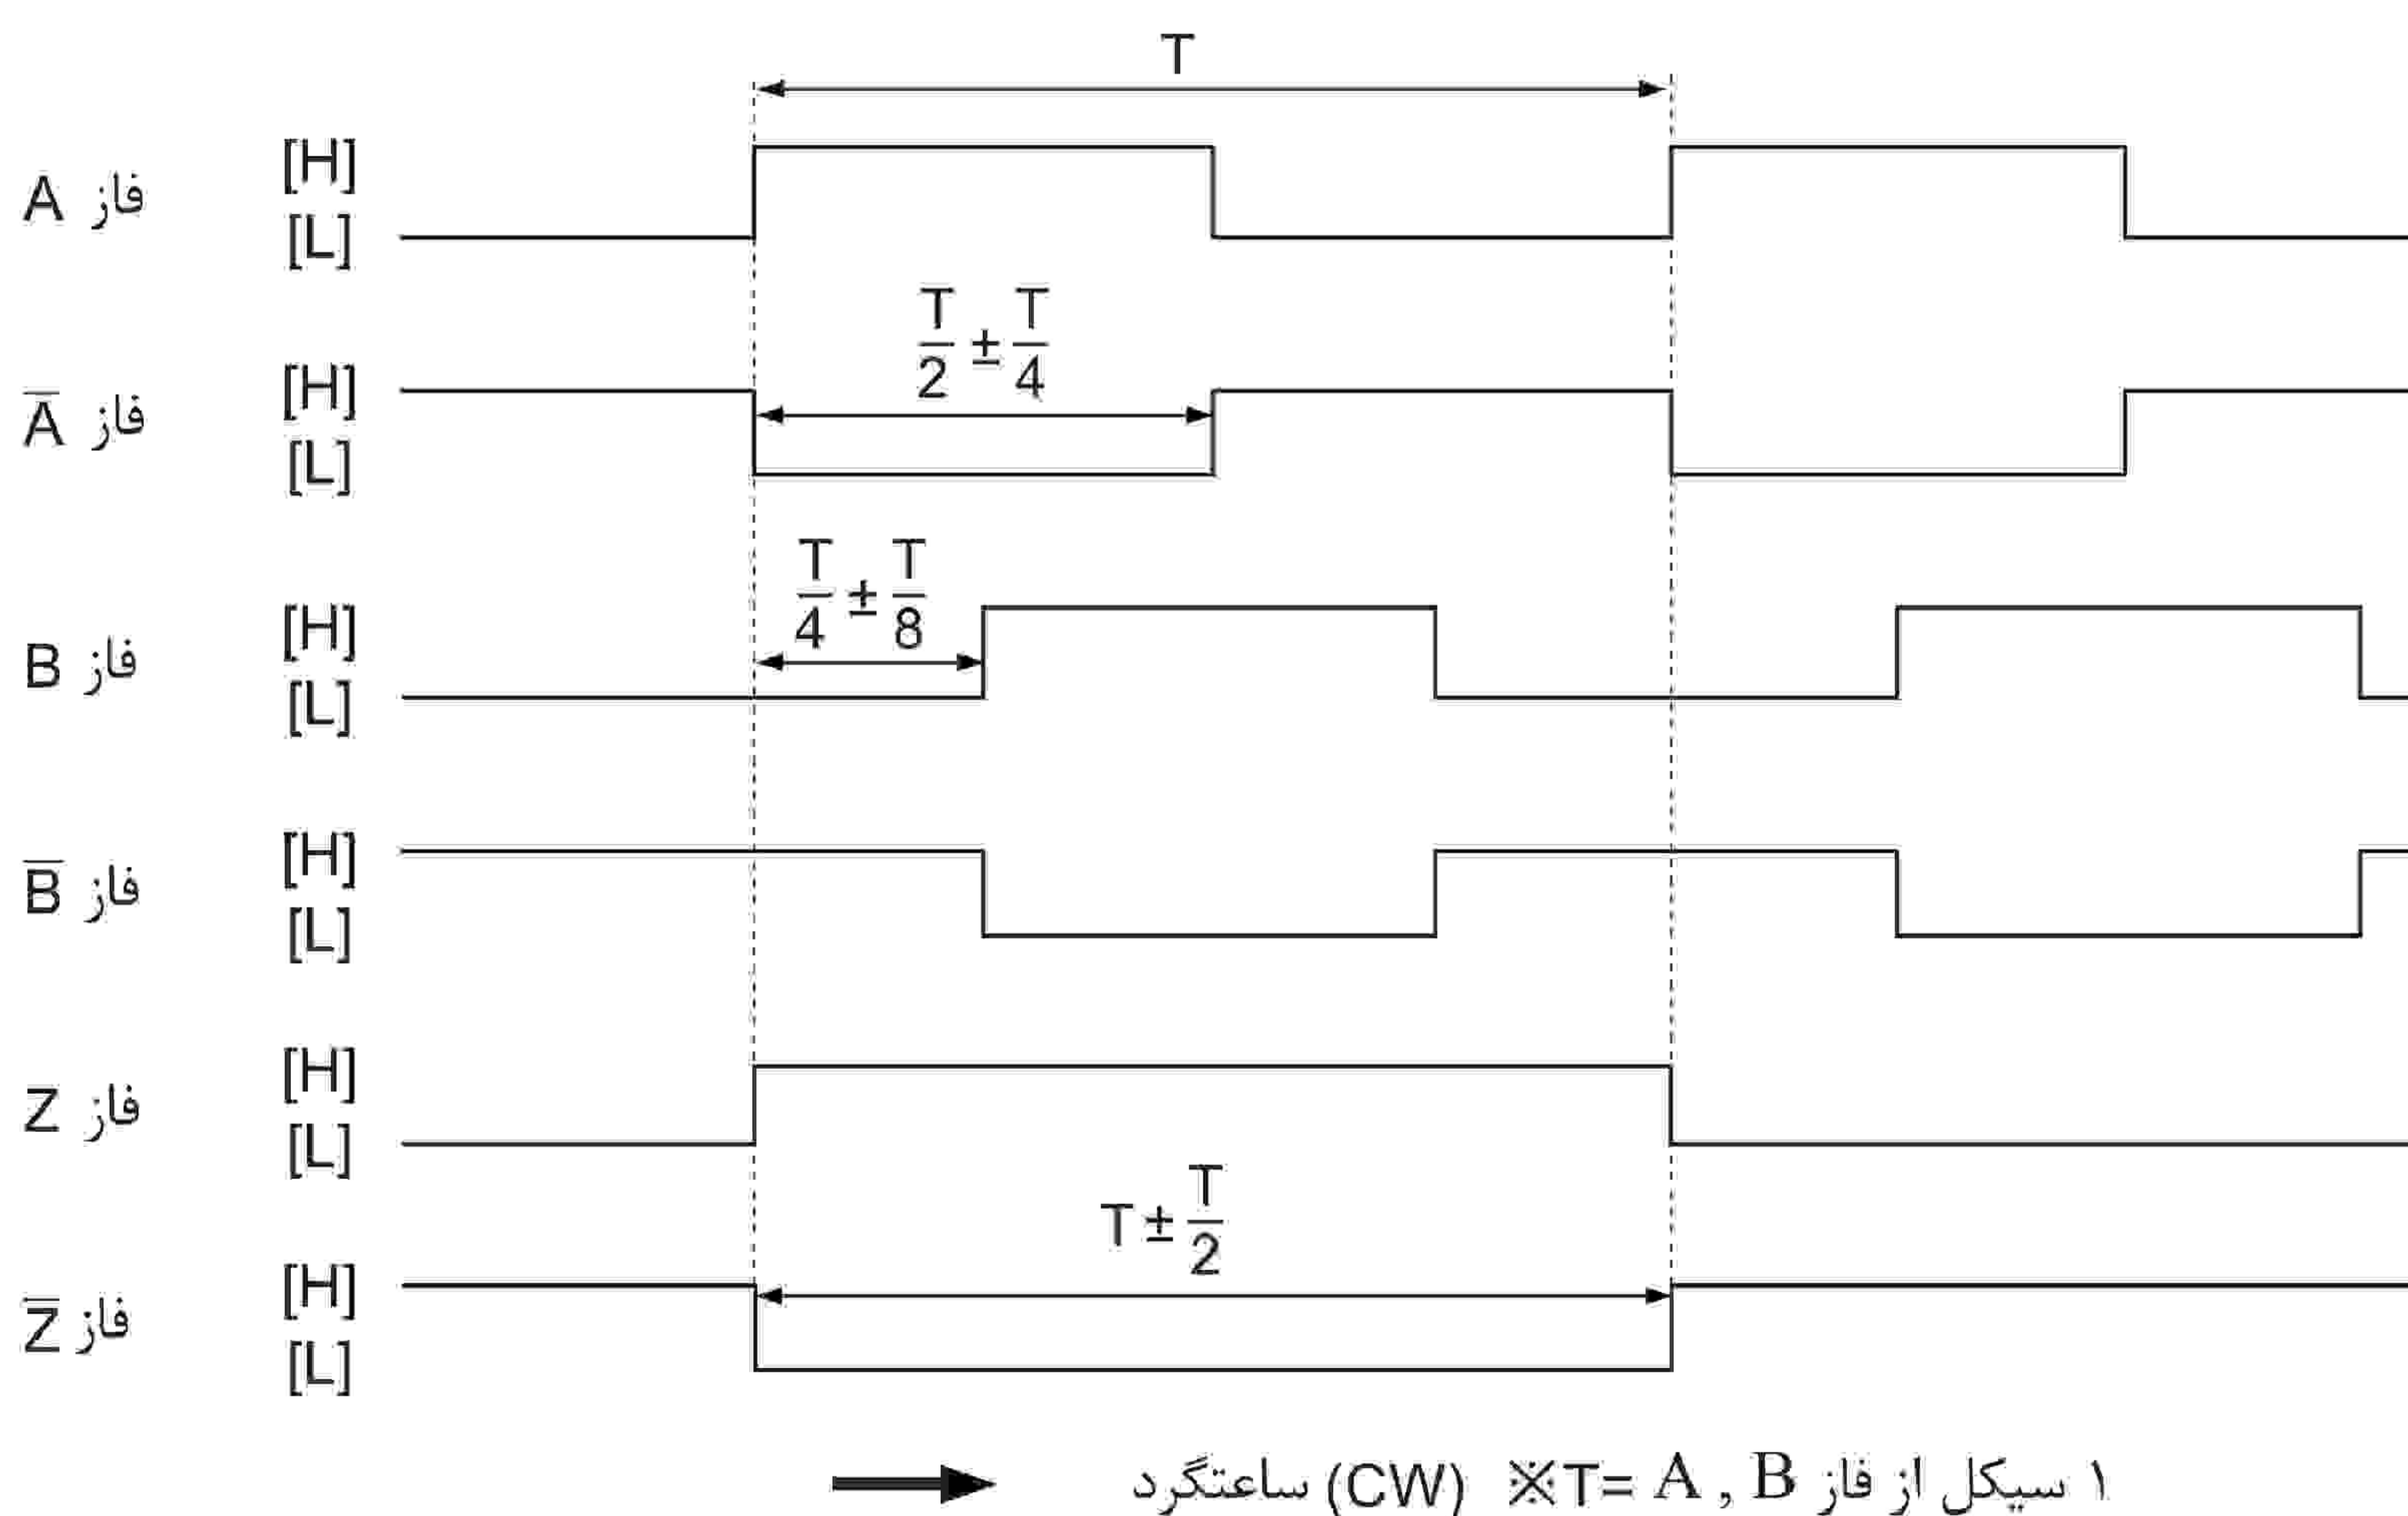 T
فاز A [H]
[L]
T/2 ± T/4
فاز A̅ [H]
[L]
T/4 ± T/8
فاز B [H]
[L]
فاز B̅ [H]
[L]
فاز Z [H]
[L]
T ± T/2
فاز Z̅ [H]
[L]
ساعتگرد (CW) ※T= A , B ۱ سیکل از فاز